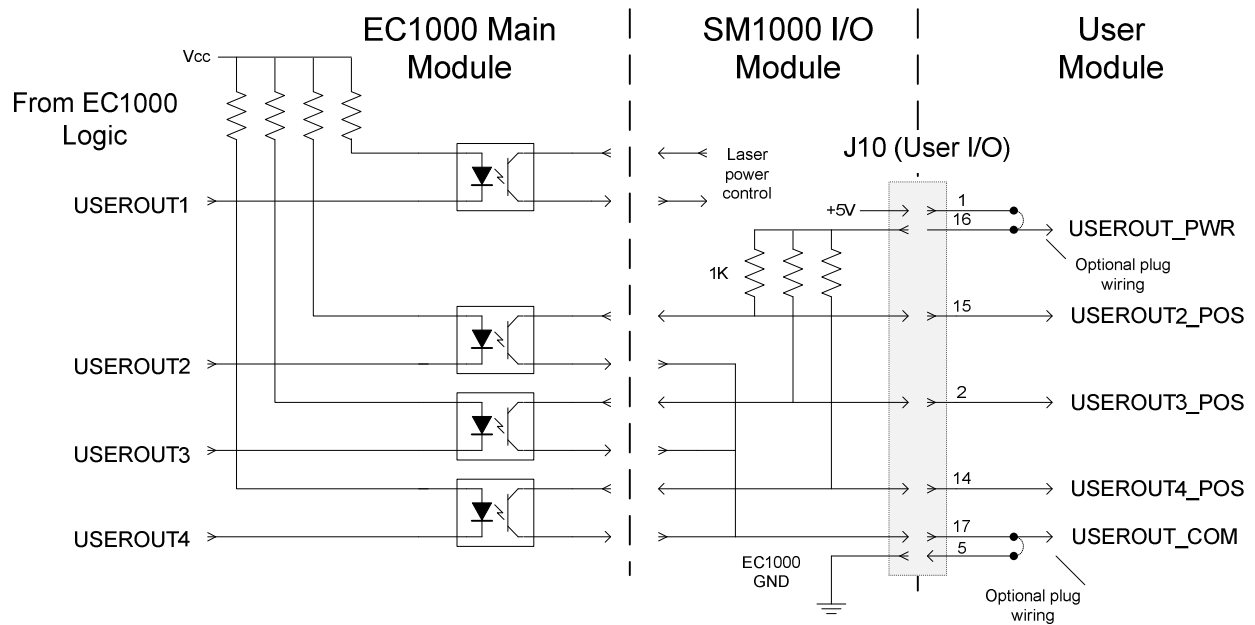 EC1000 Main
Module
SM1000 I/O
Module
User
Module
Vcc
From EC1000
Logic
J10 (User I/O)
Laser
power
control
USEROUT1
+5V
1
16
USEROUT_PWR
Optional plug
wiring
1K
15
USEROUT2_POS
USEROUT2
2
USEROUT3_POS
USEROUT3
14
USEROUT4_POS
USEROUT4
17
USEROUT_COM
5
EC1000
GND
Optional plug
wiring